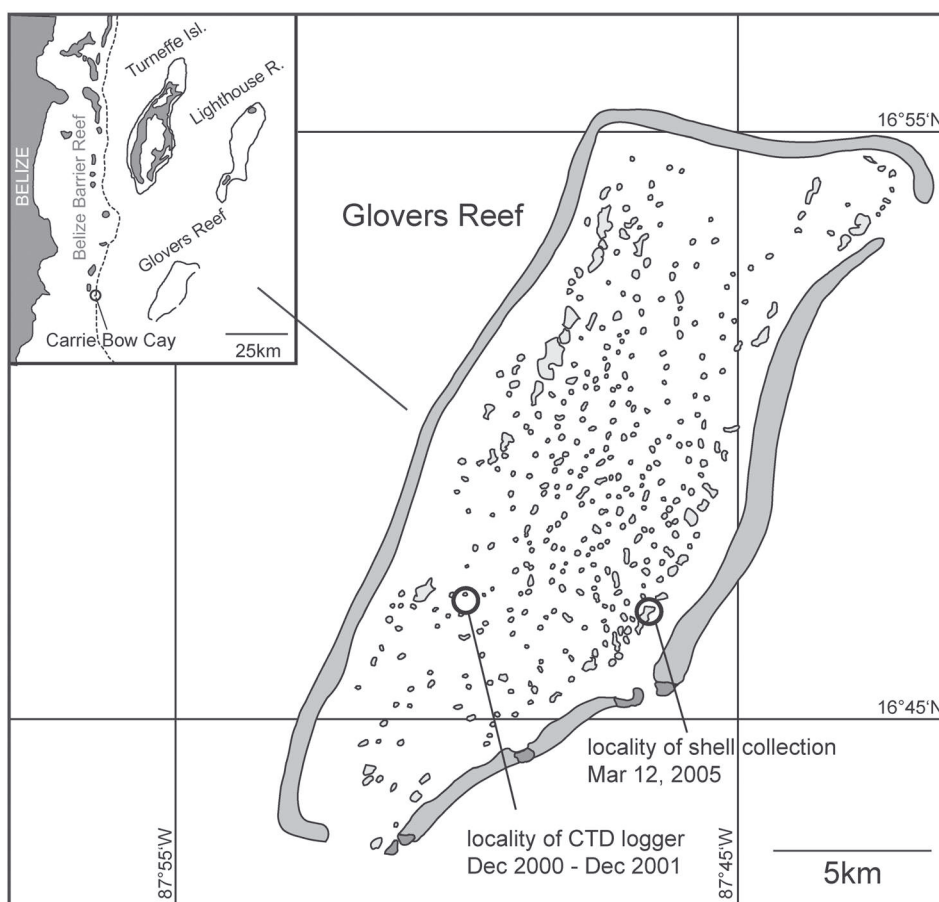 Turneffe Isl.
Lighthouse R.
BELIZE
Belize Barrier Reef
Glovers Reef
Carrie Bow Cay
25km
Glovers Reef
16°55‘N
16°45‘N
locality of shell collection
Mar 12, 2005
locality of CTD logger
Dec 2000 - Dec 2001
87°55‘W
87°45‘W
5km